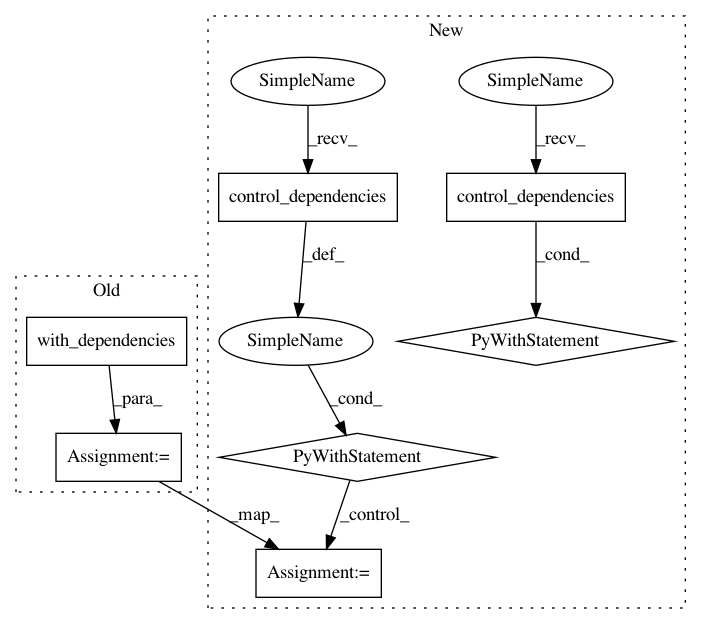 New
SimpleName
SimpleName
_recv_
_recv_
control_dependencies
control_dependencies
_def_
_cond_
Old
with_dependencies
SimpleName
PyWithStatement
_para_
_cond_
Assignment:=
PyWithStatement
_map_
_control_
Assignment:=